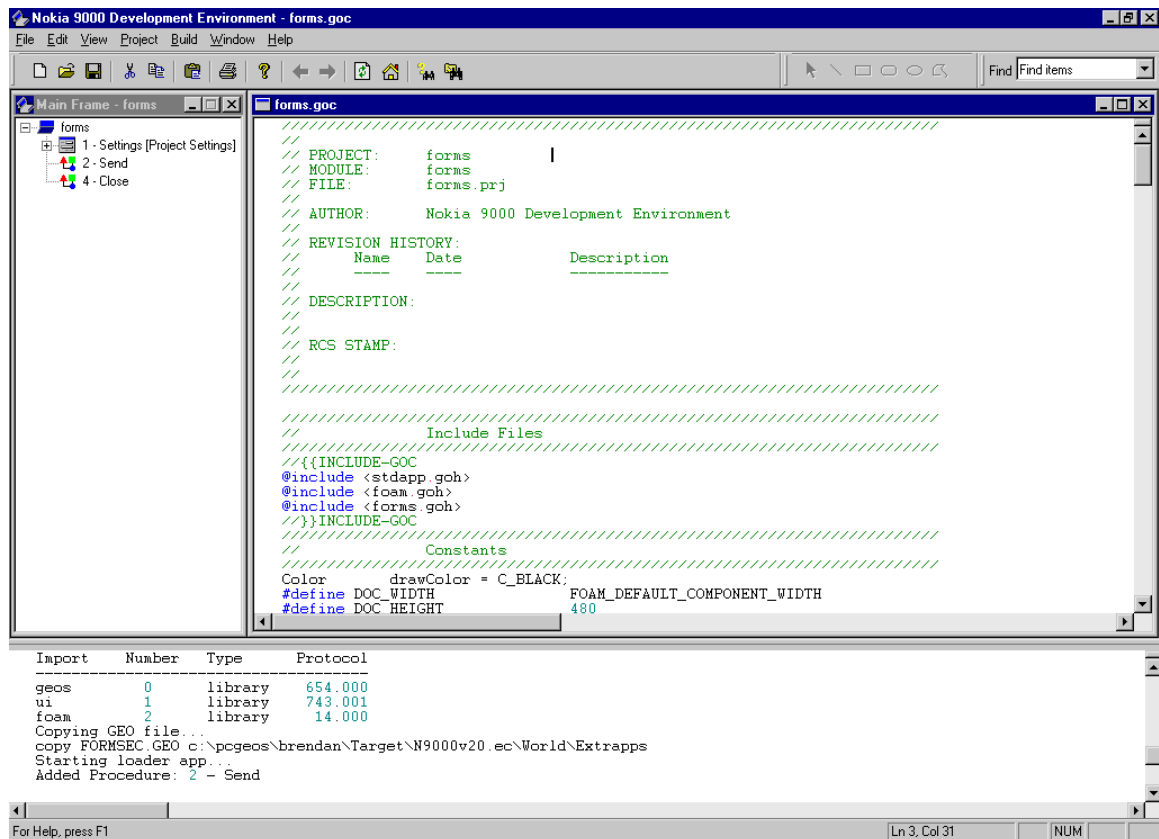 Nokia 9000 Development Environment - forms.goc
File Edit View Project Build Window Help
Find Find items
Main Frame - forms
forms
1 - Settings [Project Settings]
2 - Send
4 - Close
forms.goc
/////////////////////////////////////////////////////////////////////////
//
// PROJECT: forms
// MODULE: forms
// FILE: forms.prj
//
// AUTHOR: Nokia 9000 Development Environment
//
// REVISION HISTORY:
// Name Date Description
// ---- ---- -----------
//
// DESCRIPTION:
//
//
// RCS STAMP:
//
//
/////////////////////////////////////////////////////////////////////////
/////////////////////////////////////////////////////////////////////////
// Include Files
/////////////////////////////////////////////////////////////////////////
//{{INCLUDE-GOC
@include <stdapp.goh>
@include <foam.goh>
@include <forms.goh>
//}}INCLUDE-GOC
/////////////////////////////////////////////////////////////////////////
// Constants
/////////////////////////////////////////////////////////////////////////
Color drawColor = C_BLACK;
#define DOC_WIDTH FOAM_DEFAULT_COMPONENT_WIDTH
#define DOC_HEIGHT 480
Import Number Type Protocol
-------------------------------------
geos 0 library 654.000
ui 1 library 743.001
foam 2 library 14.000
Copying GEO file...
copy FORMSEC.GEO c:\pcgeos\brendan\Target\N9000v20.ec\World\Extrapps
Starting loader app...
Added Procedure: 2 - Send
For Help, press F1
Ln 3, Col 31
NUM